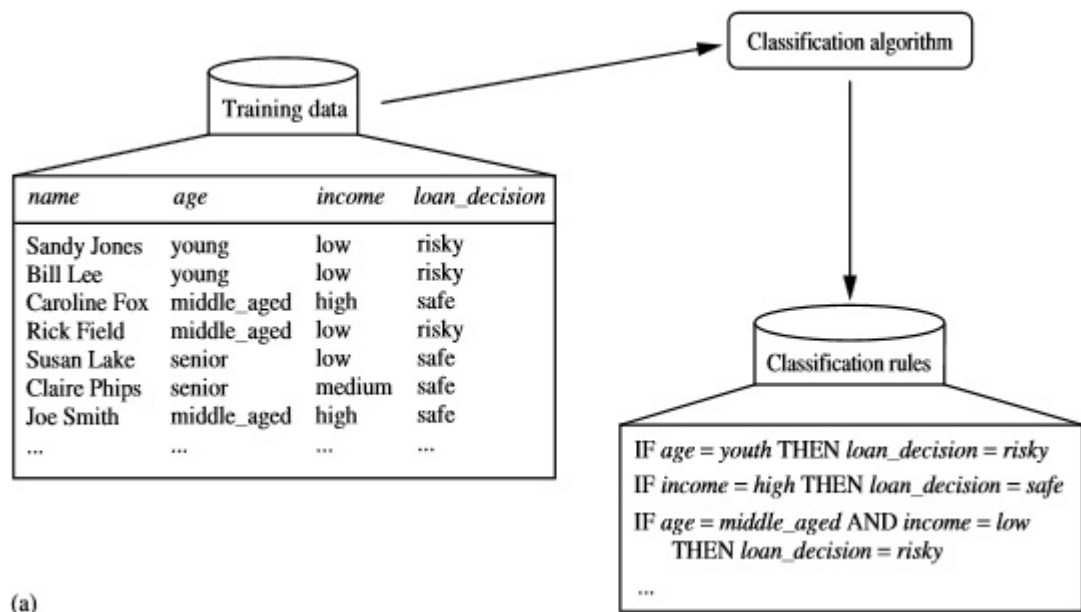 Classification algorithm
Training data
name age income loan_decision
Sandy Jones young low risky
Bill Lee young low risky
Caroline Fox middle_aged high safe
Rick Field middle_aged low risky
Susan Lake senior low safe
Claire Phips senior medium safe
Joe Smith middle_aged high safe
... ... ... ...
Classification rules
IF age = youth THEN loan_decision = risky
IF income = high THEN loan_decision = safe
IF age = middle_aged AND income = low
THEN loan_decision = risky
...
(a)